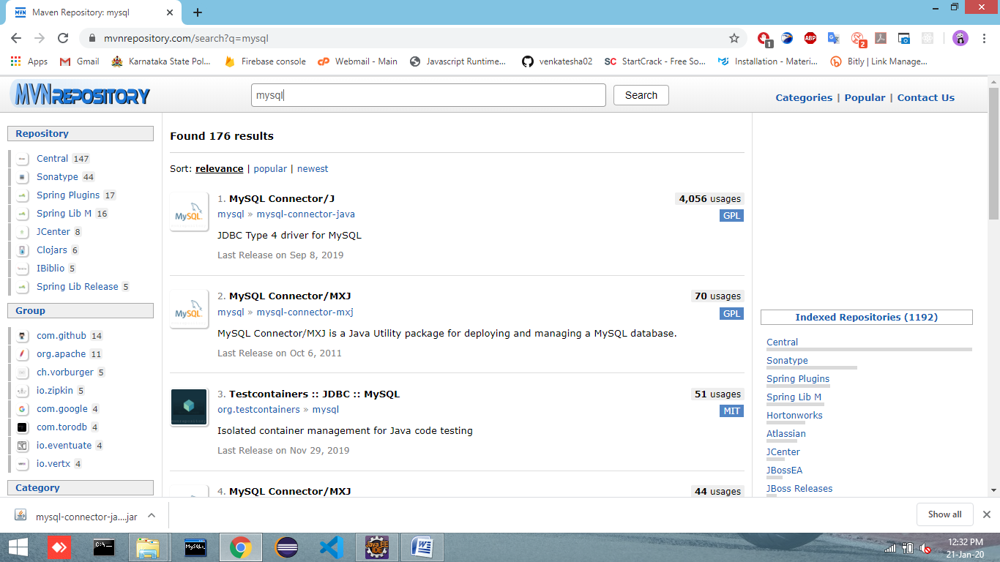 Maven Repository: mysql
mvnrepository.com/search?q=mysql
1
ABP
2
Apps
Gmail
Karnataka State Pol...
Firebase console
Webmail - Main
Javascript Runtime...
venkatesha02
SC StartCrack - Free So...
Installation - Materi...
Bitly | Link Manage...
MVNREPOSITORY
mysql
Search
Categories | Popular | Contact Us
Repository
Central 147
Sonatype 44
Spring Plugins 17
Spring Lib M 16
JCenter 8
Clojars 6
IBiblio 5
Spring Lib Release 5
Group
com.github 14
org.apache 11
ch.vorburger 5
io.zipkin 5
com.google 4
com.torodb 4
io.eventuate 4
io.vertx 4
Category
Found 176 results
Sort: relevance | popular | newest
MySQL
1. MySQL Connector/J
4,056 usages
mysql » mysql-connector-java
GPL
JDBC Type 4 driver for MySQL
Last Release on Sep 8, 2019
MySQL
2. MySQL Connector/MXJ
70 usages
mysql » mysql-connector-mxj
GPL
MySQL Connector/MXJ is a Java Utility package for deploying and managing a MySQL database.
Last Release on Oct 6, 2011
3. Testcontainers :: JDBC :: MySQL
51 usages
org.testcontainers » mysql
MIT
Isolated container management for Java code testing
Last Release on Nov 29, 2019
4. MySQL Connector/MXJ
44 usages
Indexed Repositories (1192)
Central
Sonatype
Spring Plugins
Spring Lib M
Hortonworks
Atlassian
JCenter
JBossEA
JBoss Releases
mysql-connector-ja....jar
Show all
C:\
MySQL
Java EE
IDE
W
12:32 PM
21-Jan-20